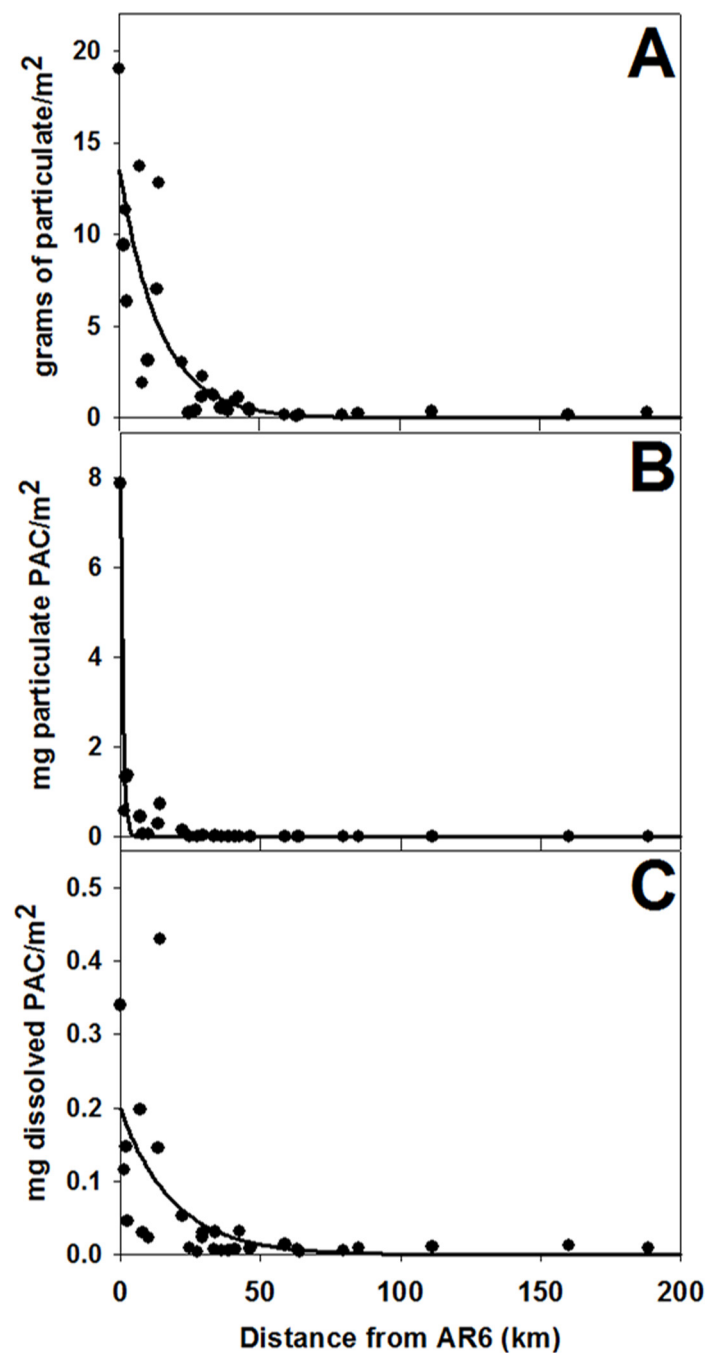 A
grams of particulate/m²
20
15
10
5
0
B
mg particulate PAC/m²
8
6
4
2
0
C
mg dissolved PAC/m²
0.5
0.4
0.3
0.2
0.1
0.0
0 50 100 150 200
Distance from AR6 (km)